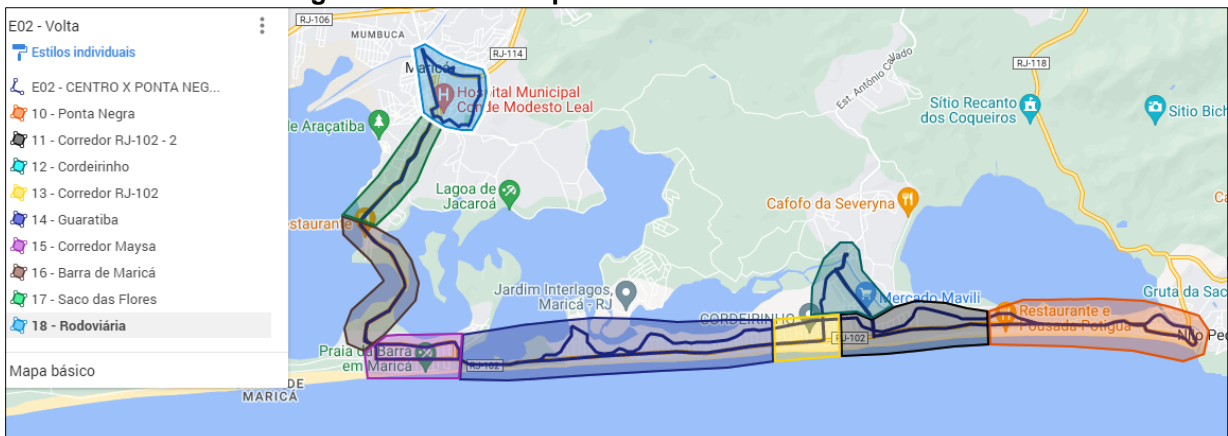 E02 - Volta
Estilos individuais
E02 - CENTRO X PONTA NEG...
10 - Ponta Negra
11 - Corredor RJ-102 - 2
12 - Cordeirinho
13 - Corredor RJ-102
14 - Guaratiba
15 - Corredor Maysa
16 - Barra de Maricá
17 - Saco das Flores
18 - Rodoviária
Mapa básico
RJ-106
MUMBUCA
RJ-114
Hospital Municipal
Conde Modesto Leal
de Araçatiba
Lagoa de
Jacaroá
estaurante
Est. Antônio Callado
RJ-118
Sítio Recanto
dos Coqueiros
Sitio Bich
Cafofo da Severyna
Ca
Jardim Interlagos,
Maricá - RJ
CORDEIRINHO
Mercado Mavili
Gruta da Sac
Restaurante e
Pousada Potigua
Praia da Barra
em Maricá
RJ-102
RJ-102
DE
MARICÁ